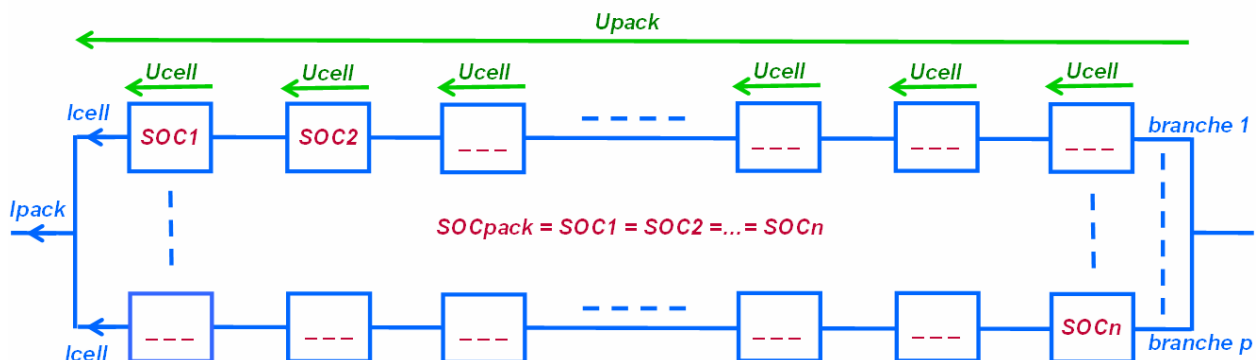 Upack
Ucell Ucell Ucell Ucell Ucell Ucell
Icell
SOC1 SOC2 _ _ _ _ _ _ _ _ _ _ _ _ branche 1
Ipack
SOCpack = SOC1 = SOC2 =...= SOCn
_ _ _ _ _ _ _ _ _ _ _ _ _ _ _ SOCn
Icell branche p